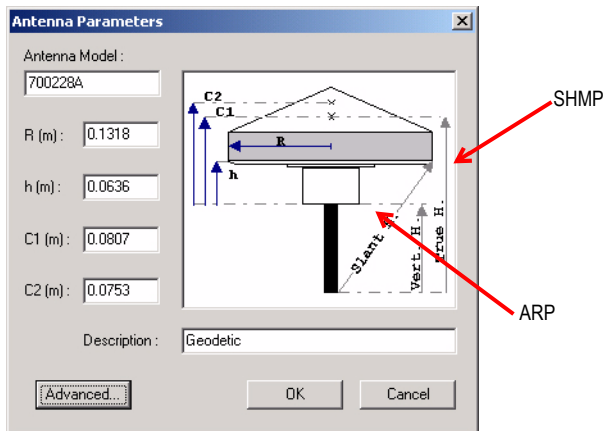 Antenna Parameters
Antenna Model :
700228A
R (m) : 0.1318
h (m) : 0.0636
C1 (m) : 0.0807
C2 (m) : 0.0753
C2
C1
R
h
Slant H.
Vert. H.
True H.
SHMP
ARP
Description : Geodetic
Advanced...
OK
Cancel